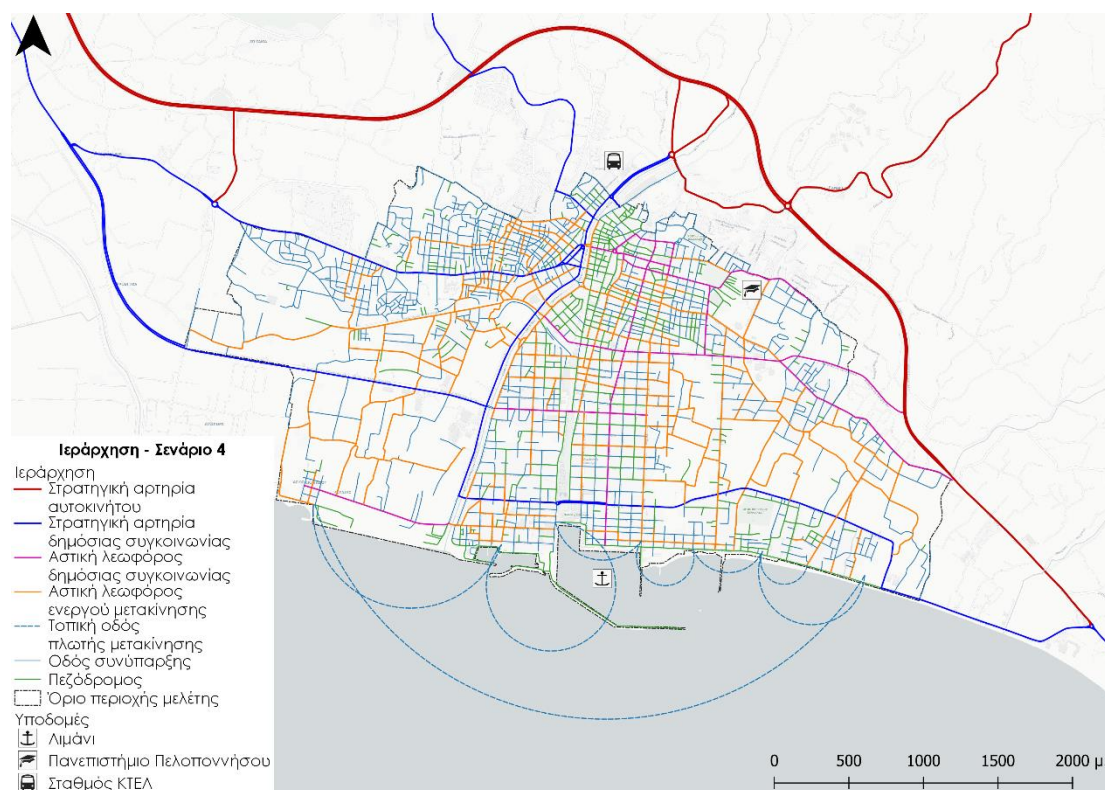 Ιεράρχηση - Σενάριο 4
Ιεράρχηση
Στρατηγική αρτηρία
αυτοκινήτου
Στρατηγική αρτηρία
δημόσιας συγκοινωνίας
Αστική λεωφόρος
δημόσιας συγκοινωνίας
Αστική λεωφόρος
ενεργού μετακίνησης
Τοπική οδός
πλωτής μετακίνησης
Οδός συνύπαρξης
Πεζόδρομος
Όριο περιοχής μελέτης
Υποδομές
Λιμάνι
Πανεπιστήμιο Πελοποννήσου
Σταθμός ΚΤΕΛ
0 500 1000 1500 2000 μ